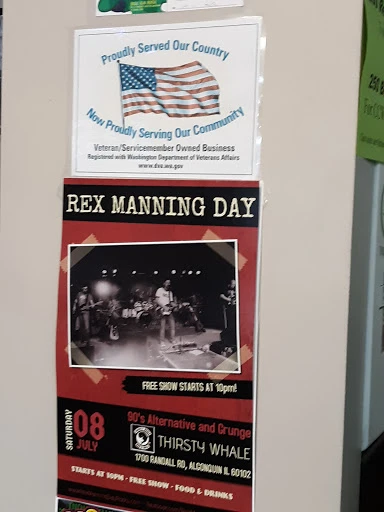 Proudly Served Our Country
Now Proudly Serving Our Community
Veteran/Servicemember Owned Business
Registered with Washington Department of Veterans Affairs
www.dva.wa.gov
REX MANNING DAY
FREE SHOW STARTS AT 10pm!
SATURDAY
08
JULY
90's Alternative and Grunge
THIRSTY WHALE
1700 RANDALL RD, ALGONQUIN IL 60102
STARTS AT 10PM - FREE SHOW - FOOD & DRINKS